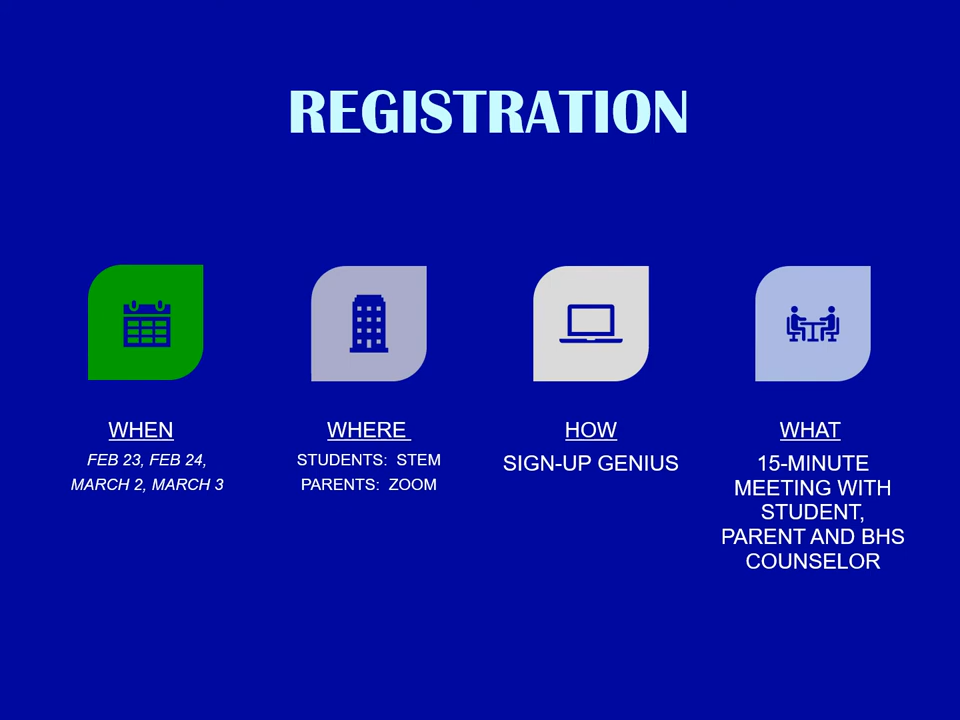 REGISTRATION
WHEN
FEB 23, FEB 24,
MARCH 2, MARCH 3
WHERE
STUDENTS: STEM
PARENTS: ZOOM
HOW
SIGN-UP GENIUS
WHAT
15-MINUTE
MEETING WITH
STUDENT,
PARENT AND BHS
COUNSELOR